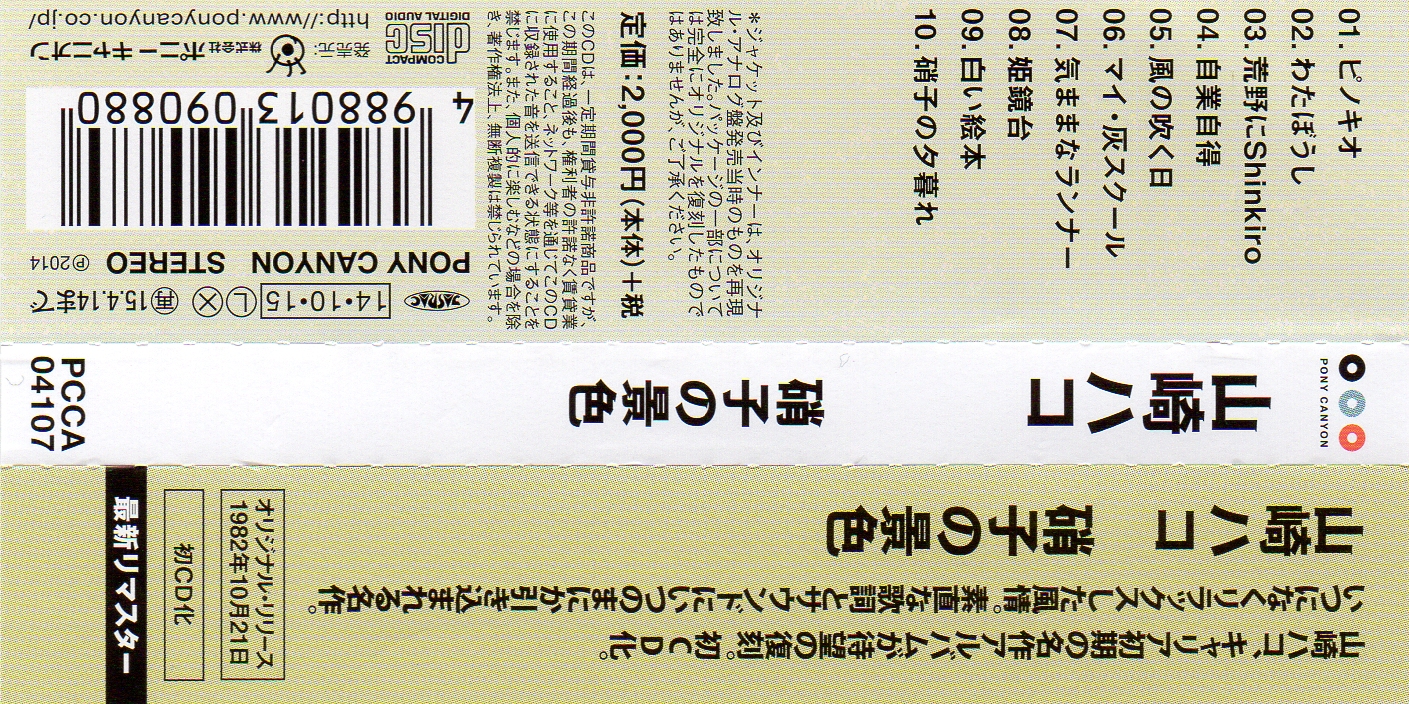 01. ピノキオ
02. わたぼうし
03. 荒野にShinkiro
04. 自業自得
05. 風の吹く日
06. マイ・灰スクール
07. 気ままなランナー
08. 姫鏡台
09. 白い絵本
10. 硝子の夕暮れ
＊ジャケット及びインナーは、オリジナ
ル・アナログ盤発売当時のものを再現
致しました。パッケージの一部について
は完全にオリジナルを復刻したもので
はありませんが、ご了承ください。
定価：2,000円（本体）＋税
このCDは、一定期間貸与非許諾商品ですが、
この期間経過後も、権利者の許諾なく賃貸業
に使用すること、ネットワーク等を通じてこのCD
に収録された音を送信できる状態にすることを
禁じます。また、個人的に楽しむなどの場合を除
き、著作権法上、無断複製は禁じられています。
COMPACT
disc
DIGITAL AUDIO
発売元: 株式会社 ポニーキャニオン
http://www.ponycanyon.co.jp/
4 988013 090880
PONY CANYON STEREO ℗2014
JASRAC 14・10・15 Ⓛ Ⓧ ㊢15.4.14まで
PONY CANYON
山崎ハコ 硝子の景色
PCCA
04107
山崎ハコ 硝子の景色
いつになくリラックスした風情。素直な歌詞とサウンドにいつのまにか引き込まれる名作。
山崎ハコ、キャリア初期の名作アルバムが待望の復刻。初CD化。
オリジナル・リリース
1982年10月21日
初CD化
最新リマスター